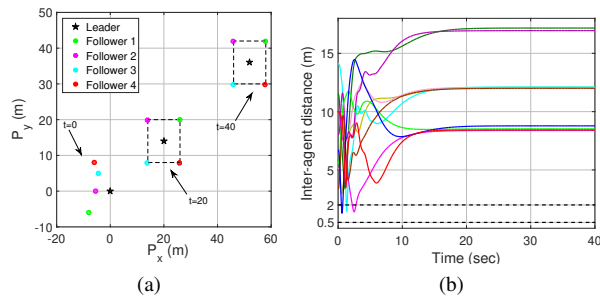 50
40
30
20
10
0
-10
P_y (m)
Leader
Follower 1
Follower 2
Follower 3
Follower 4
t=0
t=40
t=20
-20
0
20
40
60
P_x (m)
(a)
15
10
5
2
0.5
Inter-agent distance (m)
0
10
20
30
40
Time (sec)
(b)